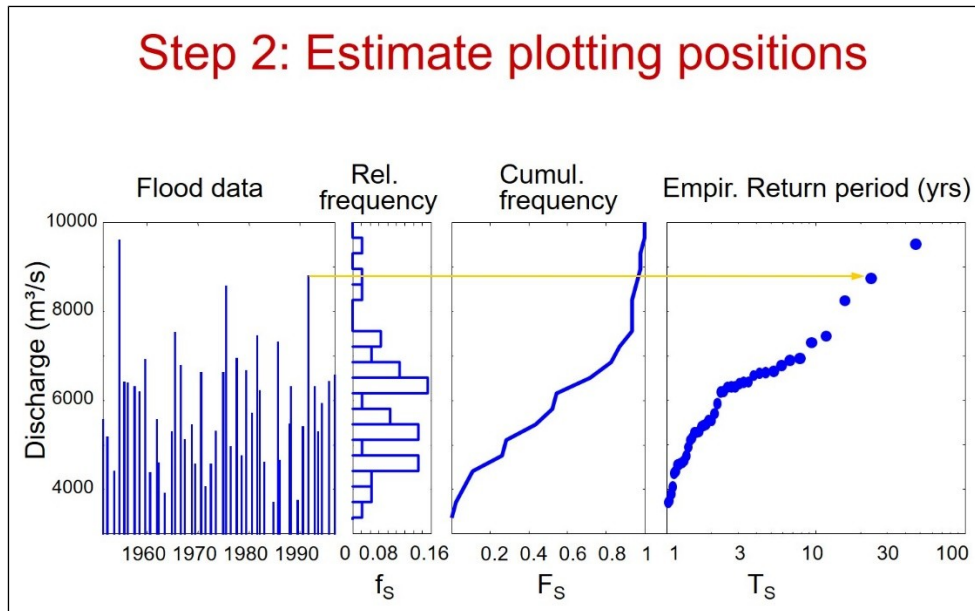 Step 2: Estimate plotting positions
Flood data
Rel.
frequency
Cumul.
frequency
Empir. Return period (yrs)
Discharge (m³/s)
10000
8000
6000
4000
1960 1970 1980 1990
0 0.08 0.16
0.2 0.4 0.6 0.8 1
1 3 10 30 100
fS
FS
TS